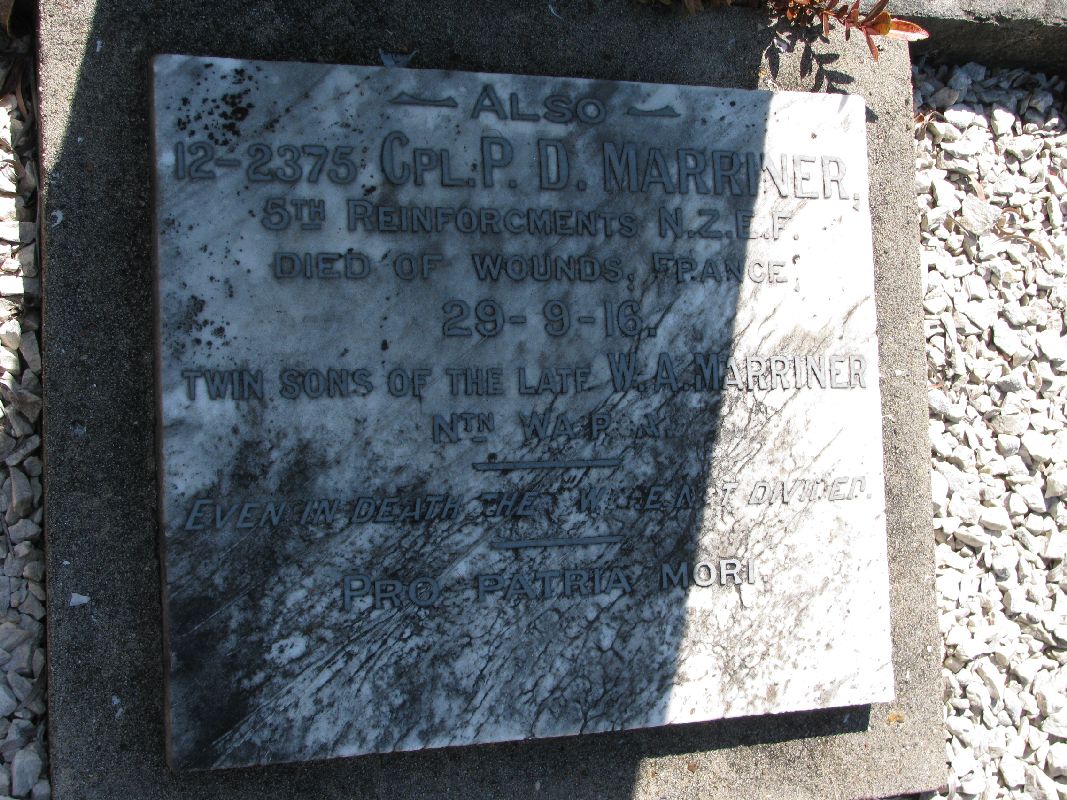 ALSO
12-2375 CPL. P. D. MARRINER,
5TH REINFORCMENTS N.Z.E.F.
DIED OF WOUNDS, FRANCE,
29-9-16.
TWIN SONS OF THE LATE W. A. MARRINER
NTN
EVEN IN DEATH DIVIDED.
PRO PATRIA MORI.